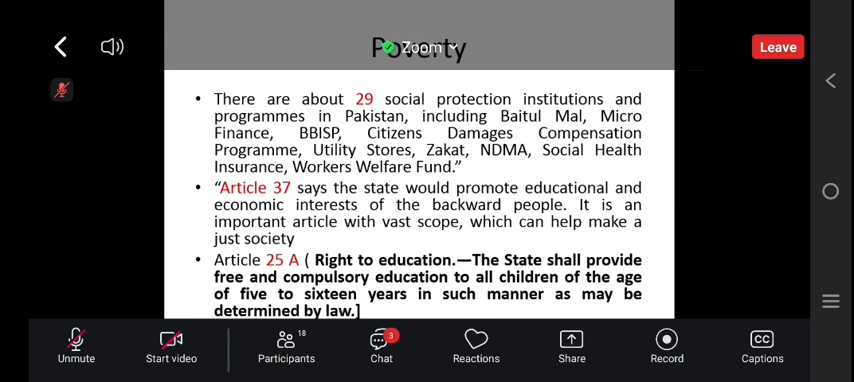 Poverty
Zoom
Leave
• There are about 29 social protection institutions and
programmes in Pakistan, including Baitul Mal, Micro
Finance, BBISP, Citizens Damages Compensation
Programme, Utility Stores, Zakat, NDMA, Social Health
Insurance, Workers Welfare Fund.”
• “Article 37 says the state would promote educational and
economic interests of the backward people. It is an
important article with vast scope, which can help make a
just society
• Article 25 A ( Right to education.—The State shall provide
free and compulsory education to all children of the age
of five to sixteen years in such manner as may be
determined by law.]
18
3
CC
Unmute Start video Participants Chat Reactions Share Record Captions